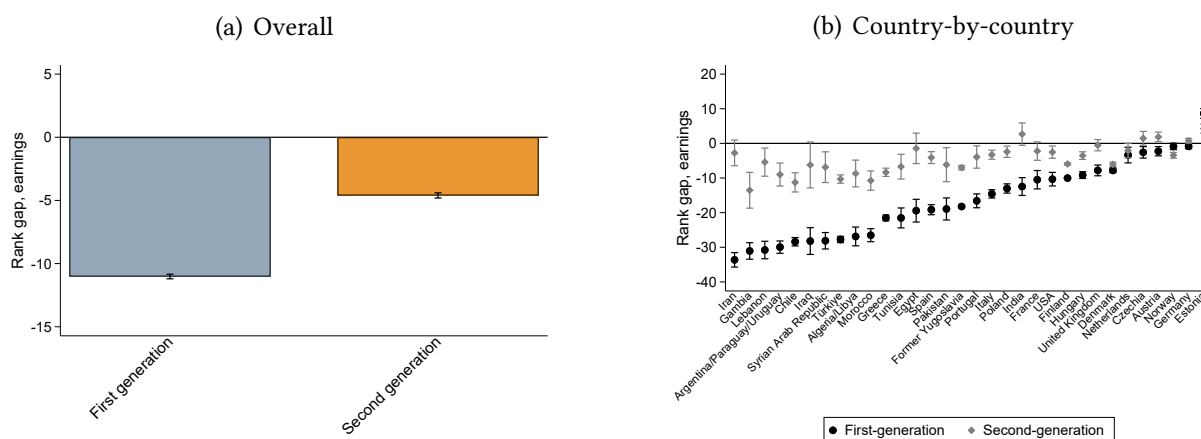 (a) Overall
5
0
-5
-10
-15
Rank gap, earnings
First generation
Second generation
(b) Country-by-country
20
10
0
-10
-20
-30
-40
Rank gap, earnings
Iran
Gambia
Lebanon
Argentina/Paraguay/Uruguay
Chile
Iraq
Syrian Arab Republic
Türkiye
Algeria/Libya
Morocco
Greece
Tunisia
Egypt
Spain
Pakistan
Former Yugoslavia
Portugal
Italy
Poland
India
France
USA
Finland
Hungary
United Kingdom
Denmark
Netherlands
Czechia
Austria
Norway
Germany
Estoni
First-generation Second-generation